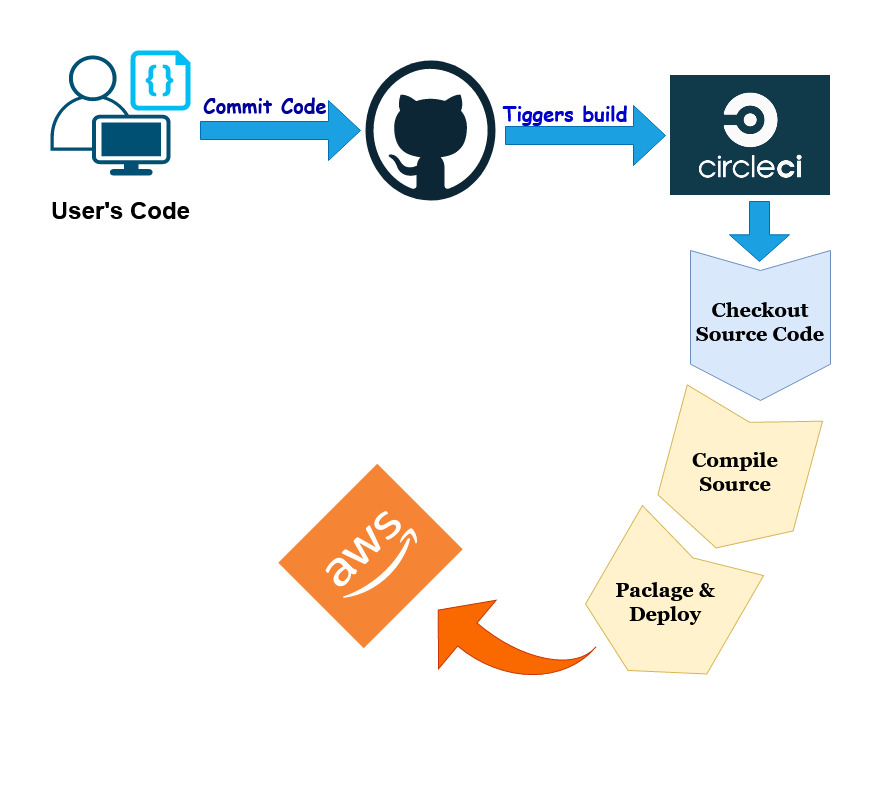 {}
Commit Code
Tiggers build
circleci
User's Code
Checkout
Source Code
Compile
Source
aws
Paclage &
Deploy